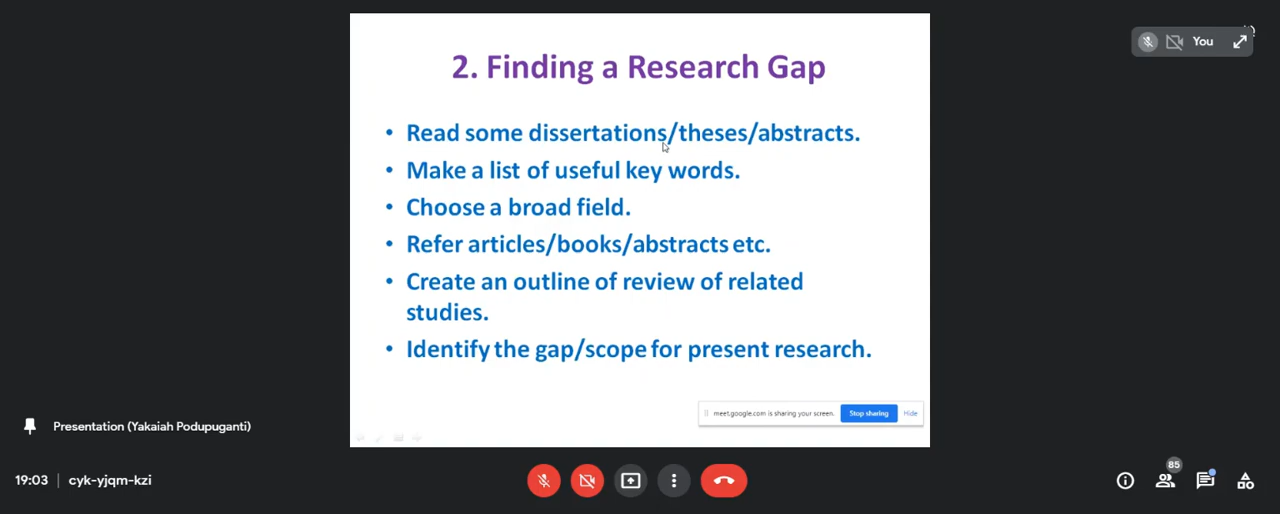 2. Finding a Research Gap
You
• Read some dissertations/theses/abstracts.
• Make a list of useful key words.
• Choose a broad field.
• Refer articles/books/abstracts etc.
• Create an outline of review of related
studies.
• Identify the gap/scope for present research.
meet.google.com is sharing your screen. Stop sharing Hide
Presentation (Yakaiah Podupuganti)
19:03 | cyk-yjqm-kzi
85